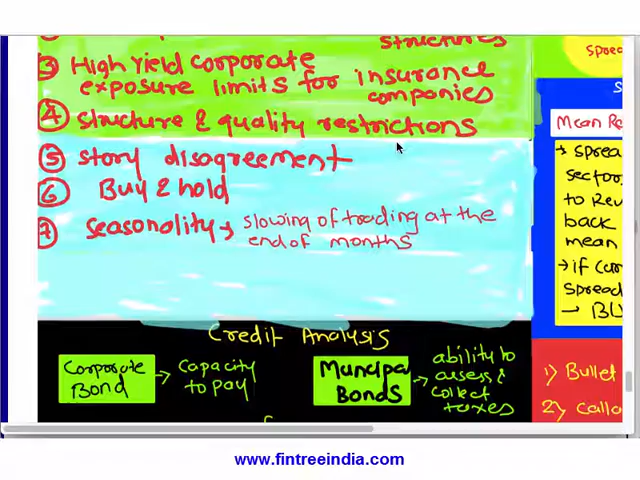 structures
③ High Yield corporate
exposure limits for insurance
companies
④ structure & quality restrictions
⑤ story disagreement
⑥ Buy & hold
⑦ seasonality → slowing of trading at the
end of months
Credit Analysis
Corporate
Bond → capacity
to pay
Municipal
Bonds → ability to
assess &
collect
taxes
Sprea
Mean Re
→ sprea
sector
to Rev
back
mean
→ if curr
spread
→ BU
1) Bullet
2) Calla
www.fintreeindia.com